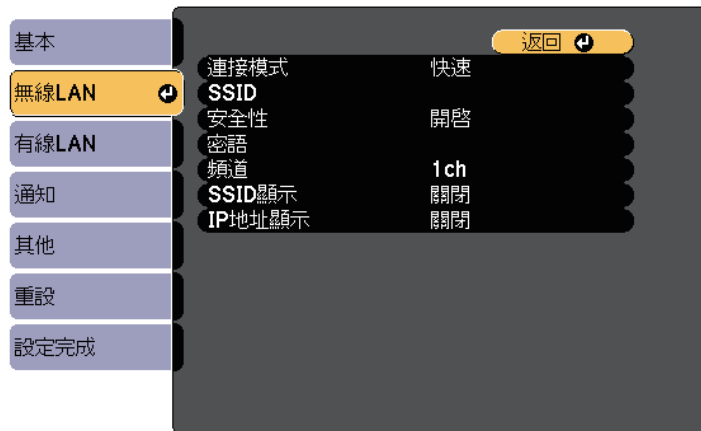 基本
無線LAN
有線LAN
通知
其他
重設
設定完成
返回
連接模式 快速
SSID
安全性 開啓
密語
頻道 1ch
SSID顯示 關閉
IP地址顯示 關閉